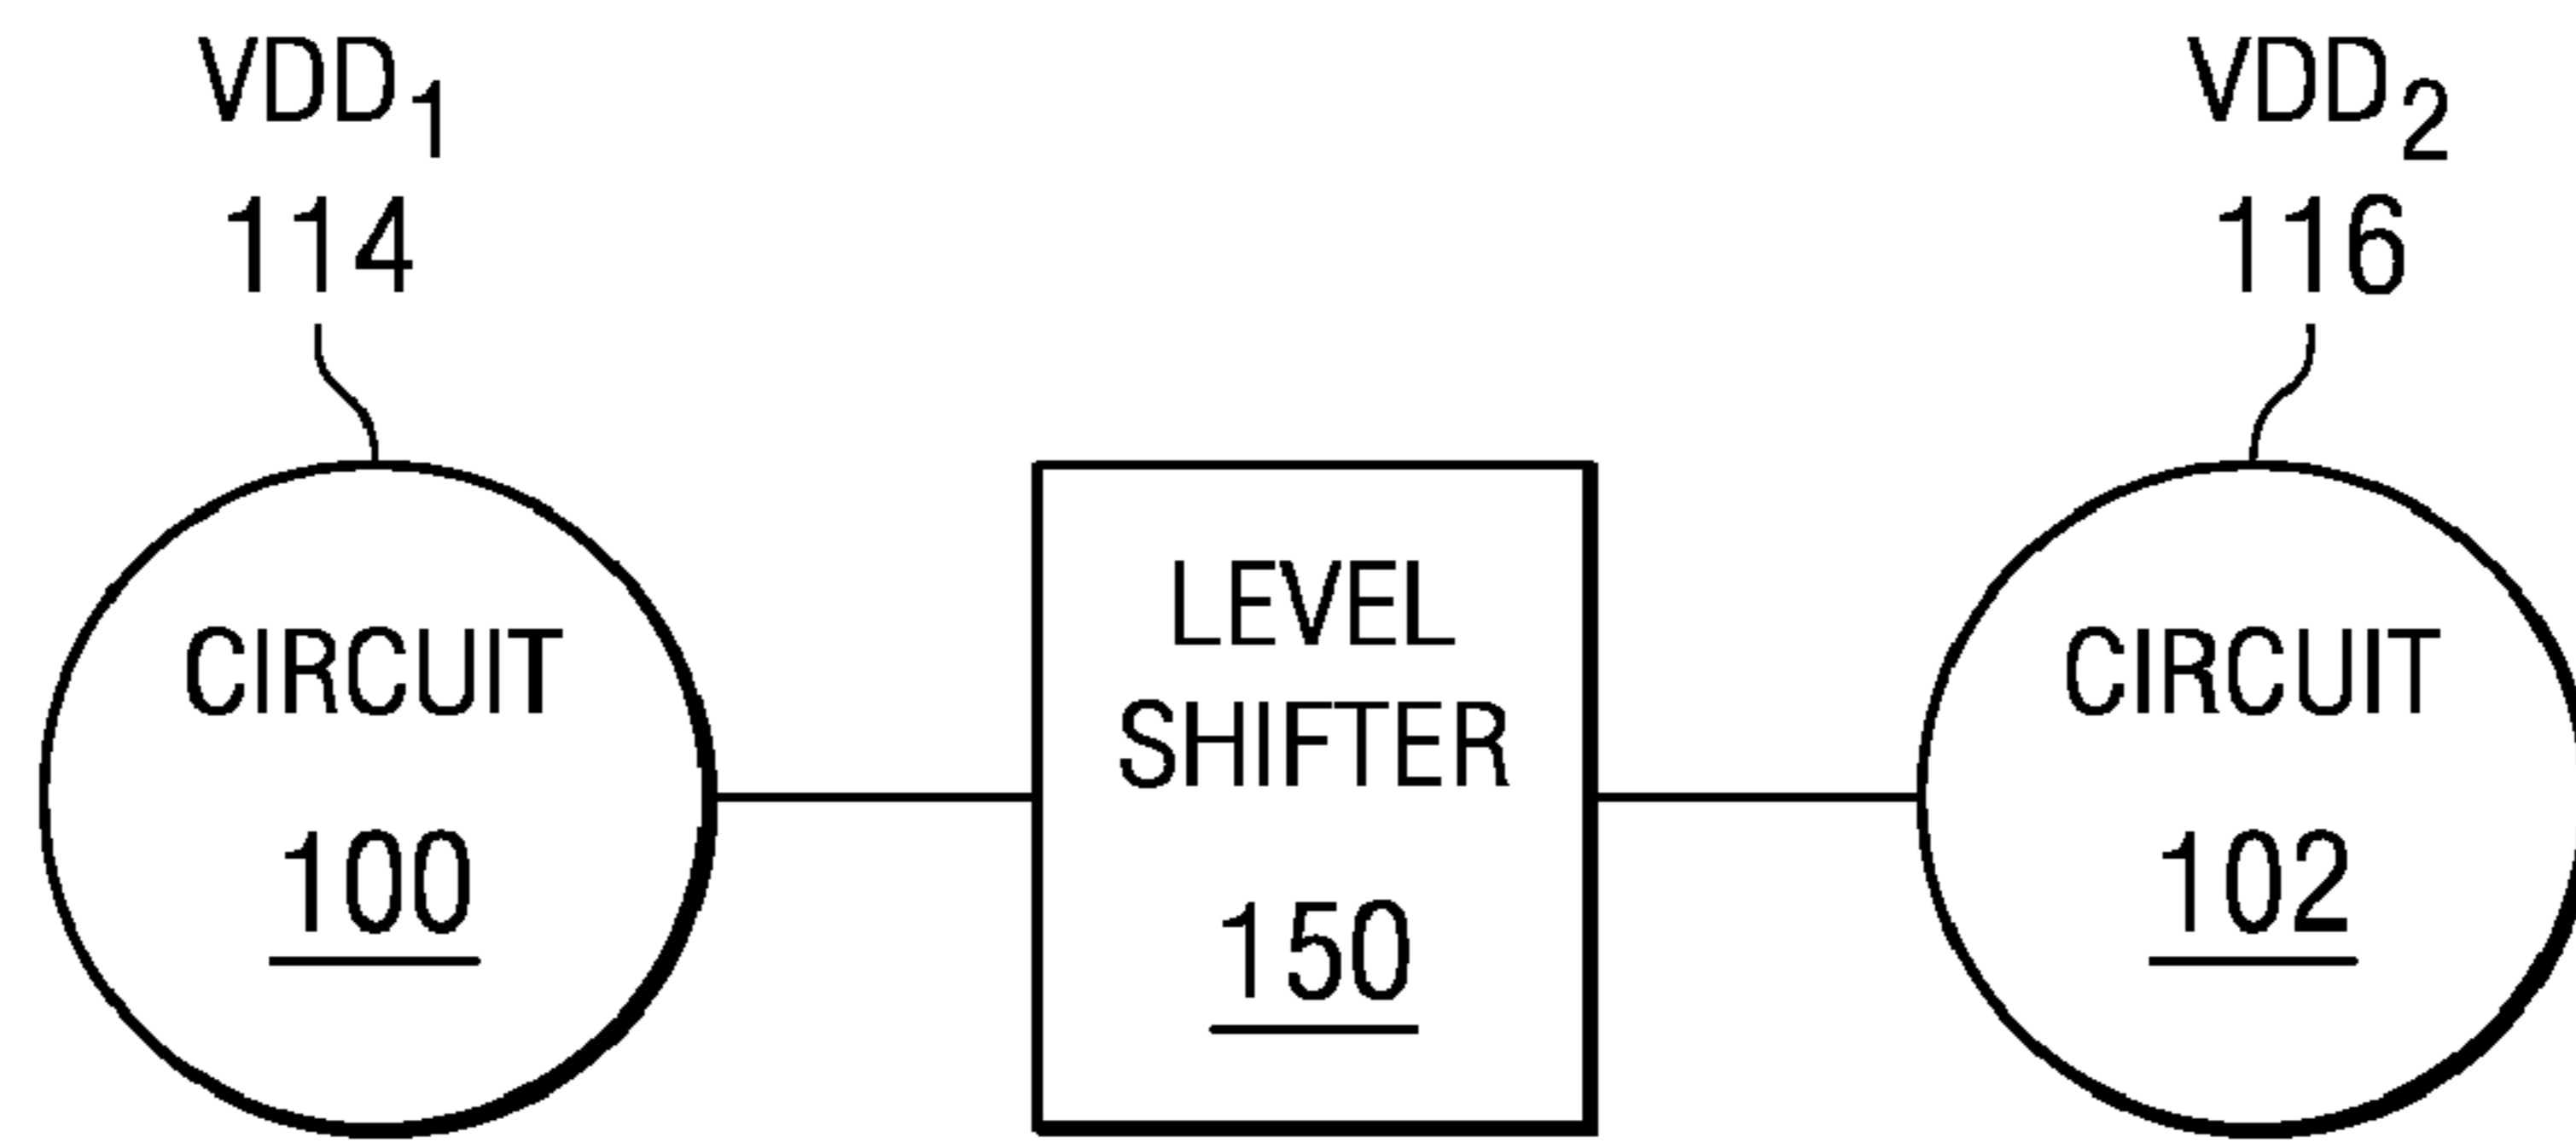 VDD1
114
VDD2
116
CIRCUIT
100
LEVEL
SHIFTER
150
CIRCUIT
102